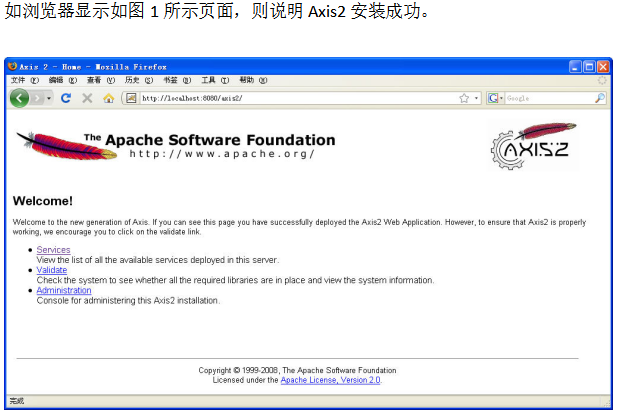 如浏览器显示如图 1 所示页面，则说明 Axis2 安装成功。
Axis 2 - Home - Mozilla Firefox
文件 (F) 编辑 (E) 查看 (V) 历史 (S) 书签 (B) 工具 (T) 帮助 (H)
http://localhost:8080/axis2/
Google
The Apache Software Foundation
http://www.apache.org/
AXIS2
Welcome!
Welcome to the new generation of Axis. If you can see this page you have successfully deployed the Axis2 Web Application. However, to ensure that Axis2 is properly
working, we encourage you to click on the validate link.
Services
View the list of all the available services deployed in this server.
Validate
Check the system to see whether all the required libraries are in place and view the system information.
Administration
Console for administering this Axis2 installation.
Copyright © 1999-2008, The Apache Software Foundation
Licensed under the Apache License, Version 2.0.
完成